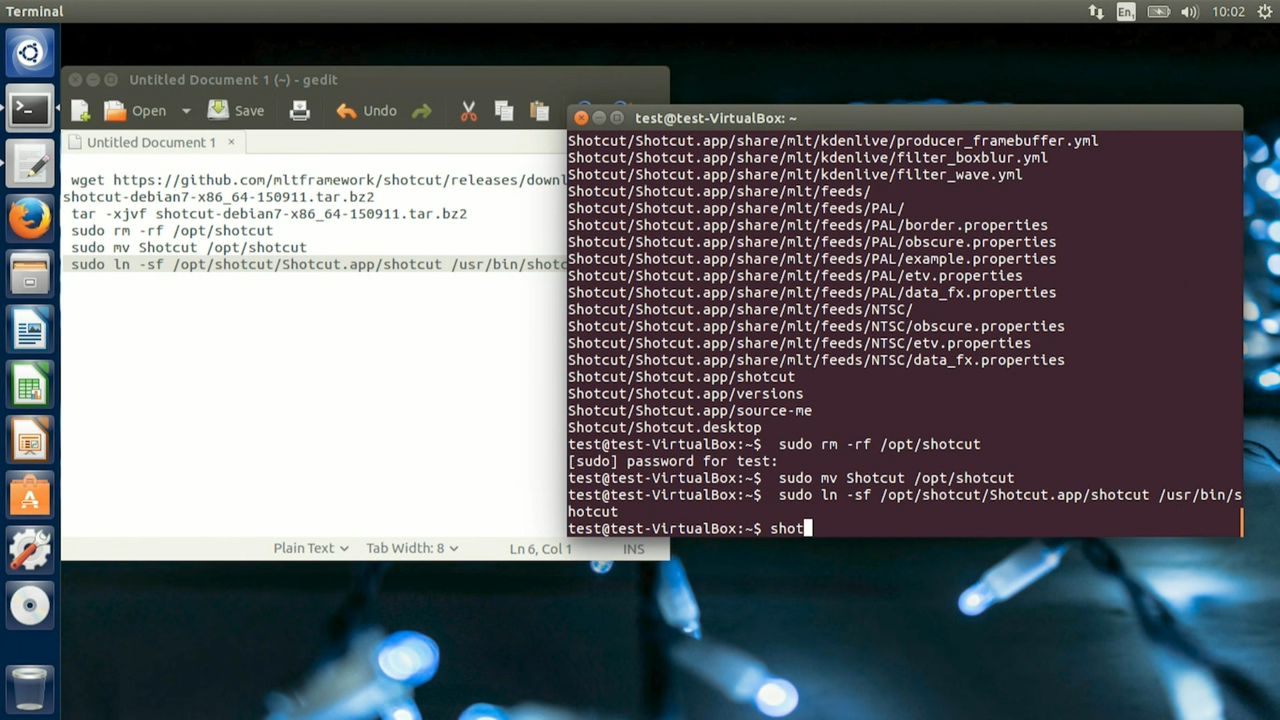 Terminal
En
10:02
Untitled Document 1 (~) - gedit
Open
Save
Undo
Untitled Document 1 ×
wget https://github.com/mltframework/shotcut/releases/downl
shotcut-debian7-x86_64-150911.tar.bz2
tar -xjvf shotcut-debian7-x86_64-150911.tar.bz2
sudo rm -rf /opt/shotcut
sudo mv Shotcut /opt/shotcut
sudo ln -sf /opt/shotcut/Shotcut.app/shotcut /usr/bin/shotc
Plain Text
Tab Width: 8
Ln 6, Col 1
INS
test@test-VirtualBox: ~
Shotcut/Shotcut.app/share/mlt/kdenlive/producer_framebuffer.yml
Shotcut/Shotcut.app/share/mlt/kdenlive/filter_boxblur.yml
Shotcut/Shotcut.app/share/mlt/kdenlive/filter_wave.yml
Shotcut/Shotcut.app/share/mlt/feeds/
Shotcut/Shotcut.app/share/mlt/feeds/PAL/
Shotcut/Shotcut.app/share/mlt/feeds/PAL/border.properties
Shotcut/Shotcut.app/share/mlt/feeds/PAL/obscure.properties
Shotcut/Shotcut.app/share/mlt/feeds/PAL/example.properties
Shotcut/Shotcut.app/share/mlt/feeds/PAL/etv.properties
Shotcut/Shotcut.app/share/mlt/feeds/PAL/data_fx.properties
Shotcut/Shotcut.app/share/mlt/feeds/NTSC/
Shotcut/Shotcut.app/share/mlt/feeds/NTSC/obscure.properties
Shotcut/Shotcut.app/share/mlt/feeds/NTSC/etv.properties
Shotcut/Shotcut.app/share/mlt/feeds/NTSC/data_fx.properties
Shotcut/Shotcut.app/shotcut
Shotcut/Shotcut.app/versions
Shotcut/Shotcut.app/source-me
Shotcut/Shotcut.desktop
test@test-VirtualBox:~$  sudo rm -rf /opt/shotcut
[sudo] password for test:
test@test-VirtualBox:~$  sudo mv Shotcut /opt/shotcut
test@test-VirtualBox:~$  sudo ln -sf /opt/shotcut/Shotcut.app/shotcut /usr/bin/s
hotcut
test@test-VirtualBox:~$ shot